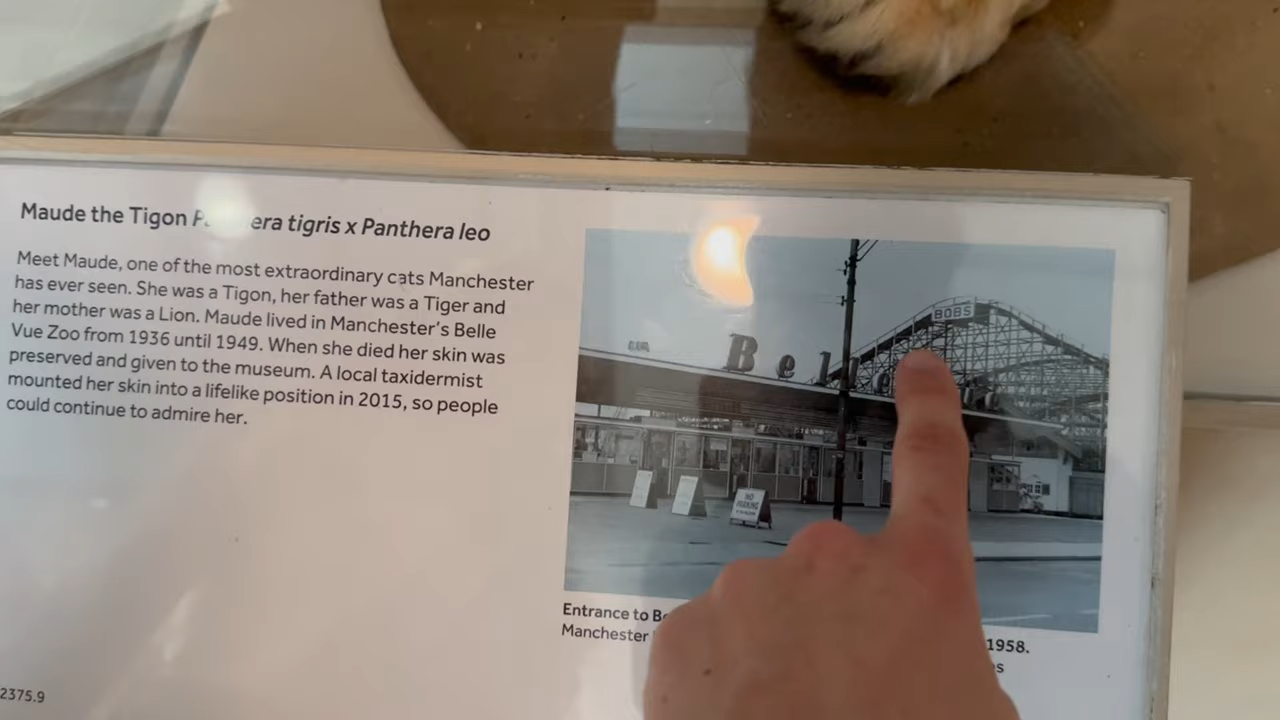 Maude the Tigon tigris x Panthera leo
Meet Maude, one of the most extraordinary cats Manchester
has ever seen. She was a Tigon, her father was a Tiger and
her mother was a Lion. Maude lived in Manchester's Belle
Vue Zoo from 1936 until 1949. When she died her skin was
preserved and given to the museum. A local taxidermist
mounted her skin into a lifelike position in 2015, so people
could continue to admire her.
2375.9
BOBS
Bel
NO
PARKING
Entrance to 1958.
Manchester